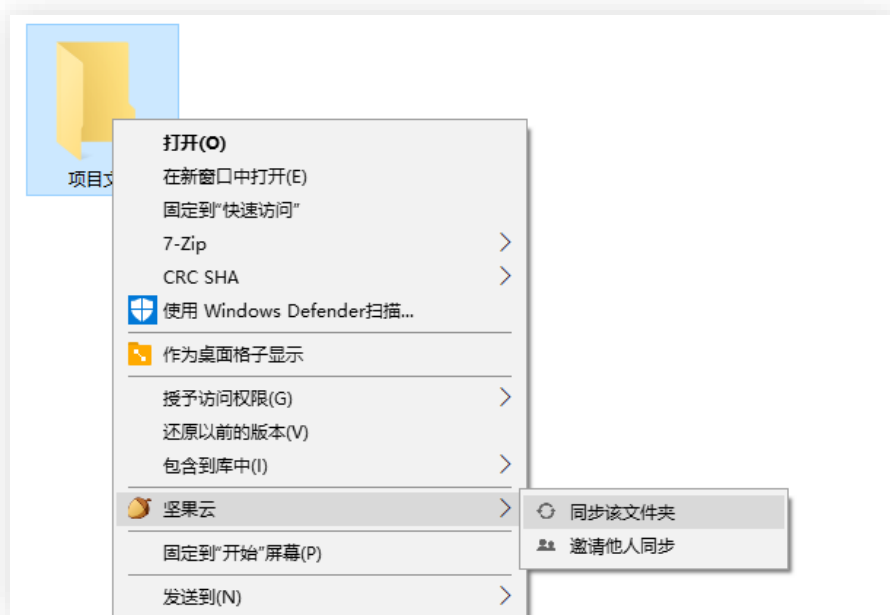 项目文
打开(O)
在新窗口中打开(E)
固定到"快速访问"
7-Zip
CRC SHA
使用 Windows Defender扫描...
作为桌面格子显示
授予访问权限(G)
还原以前的版本(V)
包含到库中(I)
坚果云
同步该文件夹
邀请他人同步
固定到"开始"屏幕(P)
发送到(N)